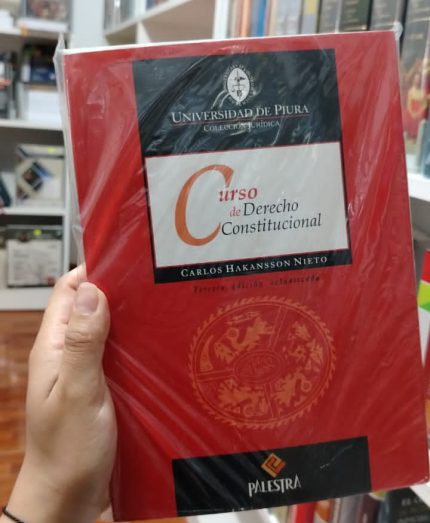 UNIVERSIDAD DE PIURA
COLECCIÓN JURÍDICA
Curso
de Derecho
Constitucional
CARLOS HAKANSSON NIETO
Tercera edición actualizada
PALESTRA